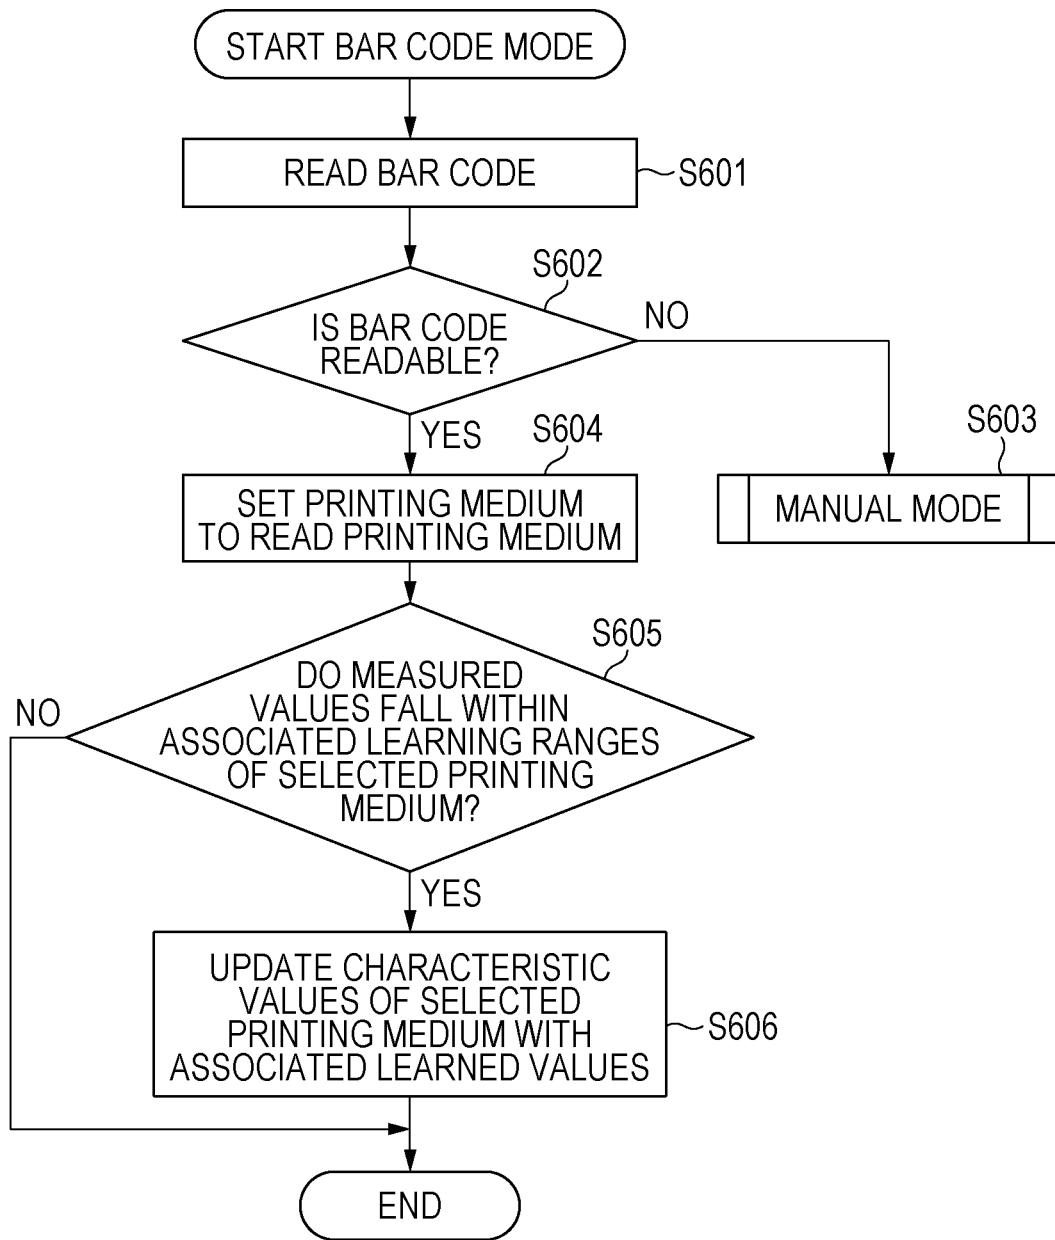 START BAR CODE MODE
READ BAR CODE
S601
S602
IS BAR CODE
READABLE?
NO
YES
S604
S603
SET PRINTING MEDIUM
TO READ PRINTING MEDIUM
MANUAL MODE
S605
DO MEASURED
VALUES FALL WITHIN
ASSOCIATED LEARNING RANGES
OF SELECTED PRINTING
MEDIUM?
NO
YES
UPDATE CHARACTERISTIC
VALUES OF SELECTED
PRINTING MEDIUM WITH
ASSOCIATED LEARNED VALUES
S606
END